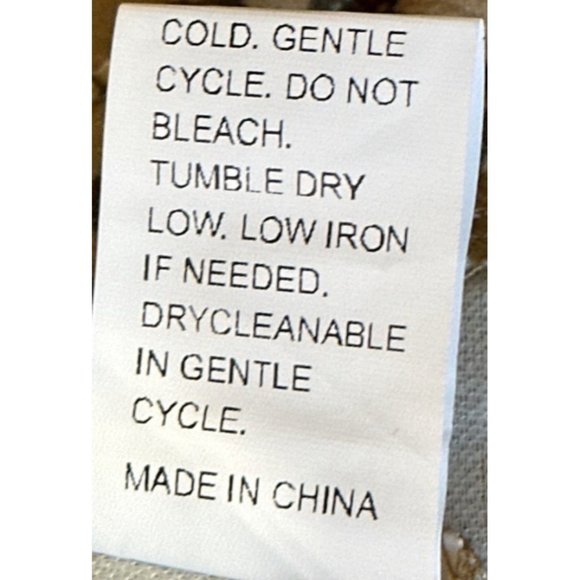 COLD. GENTLE
CYCLE. DO NOT
BLEACH.
TUMBLE DRY
LOW. LOW IRON
IF NEEDED.
DRYCLEANABLE
IN GENTLE
CYCLE.
MADE IN CHINA